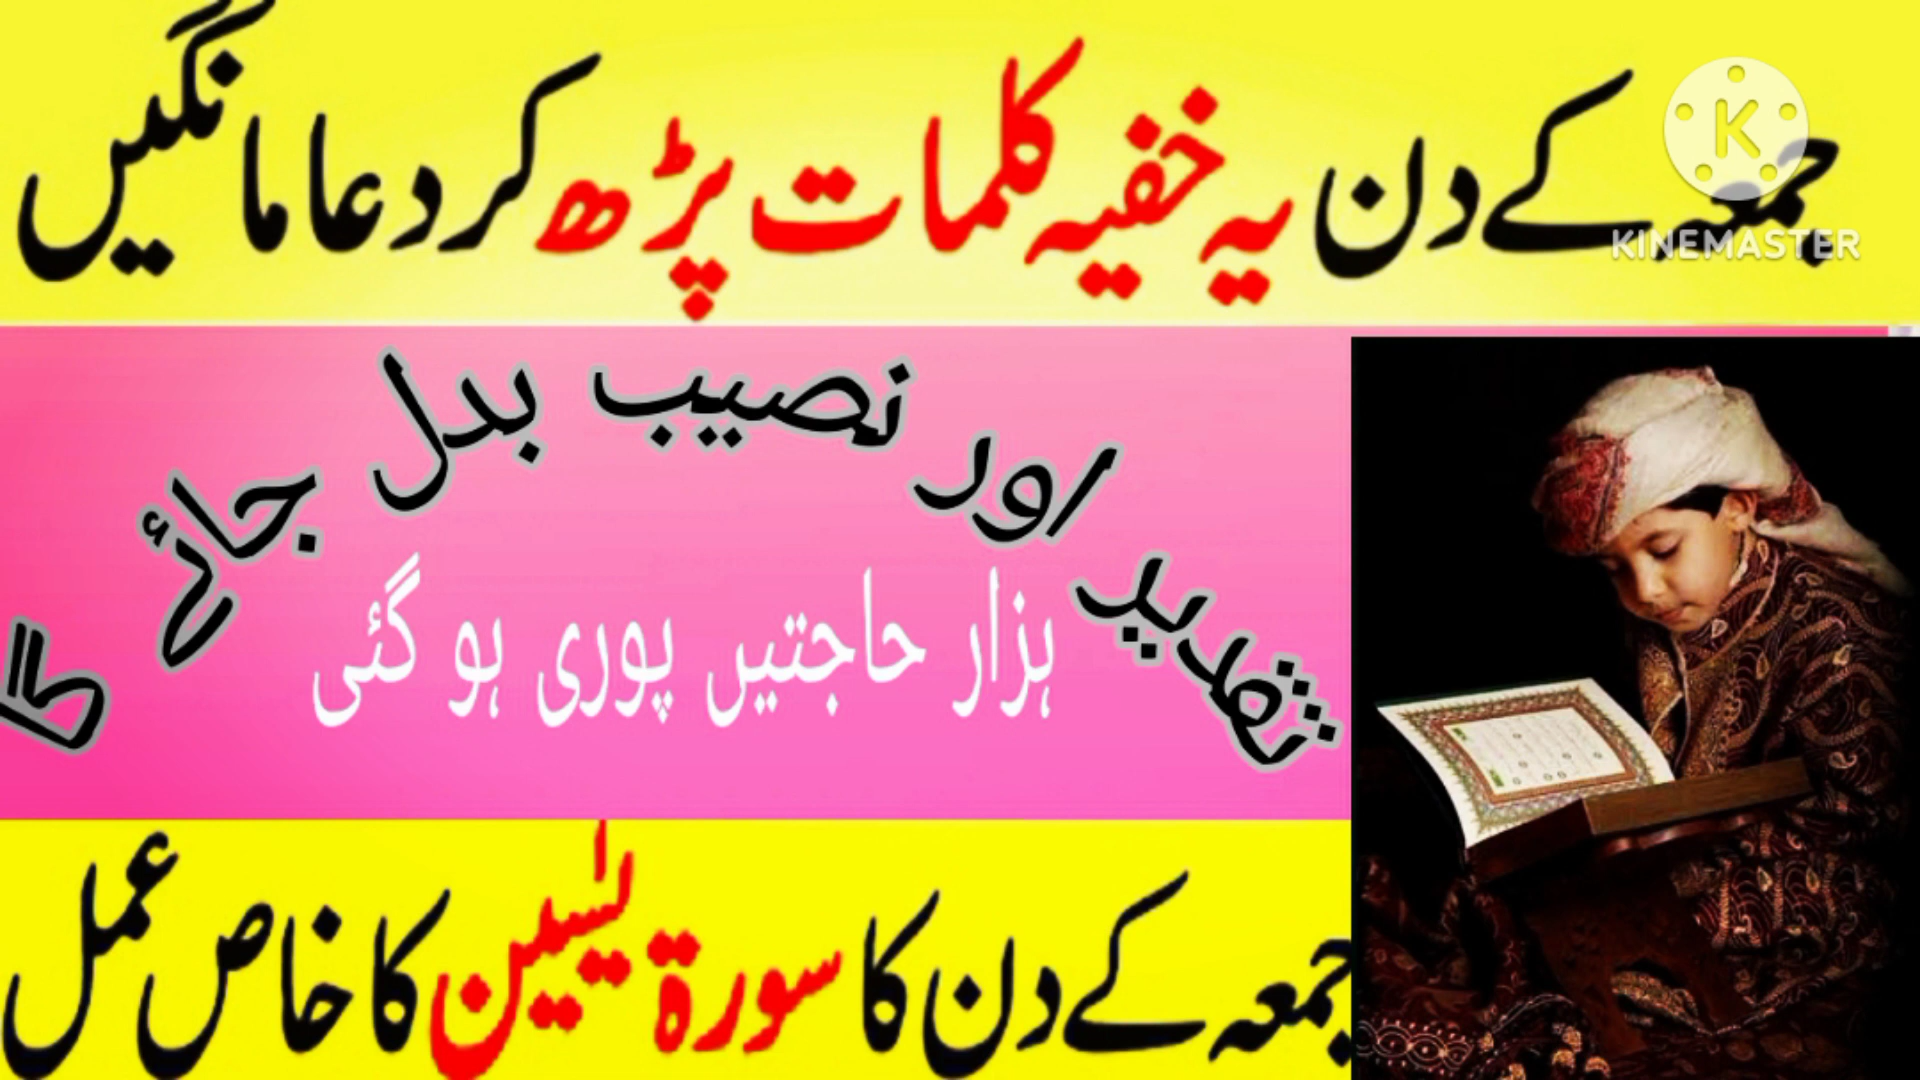 جمعہ کے دن یہ خفیہ کلمات پڑھ کر دعا مانگیں
KINEMASTER
تقدیر اور نصیب بدل جائے گا
ہزار حاجتیں پوری ہو گئی
جمعہ کے دن کا سورۃ یٰسین کا خاص عمل